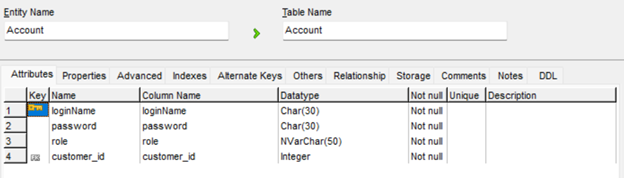 Entity Name Table Name
Account Account
Attributes Properties Advanced Indexes Alternate Keys Others Relationship Storage Comments Notes DDL
Key Name Column Name Datatype Not null Unique Description
1 loginName loginName Char(30) Not null
2 password password Char(30) Not null
3 role role NVarChar(50) Not null
4 customer_id customer_id Integer Not null